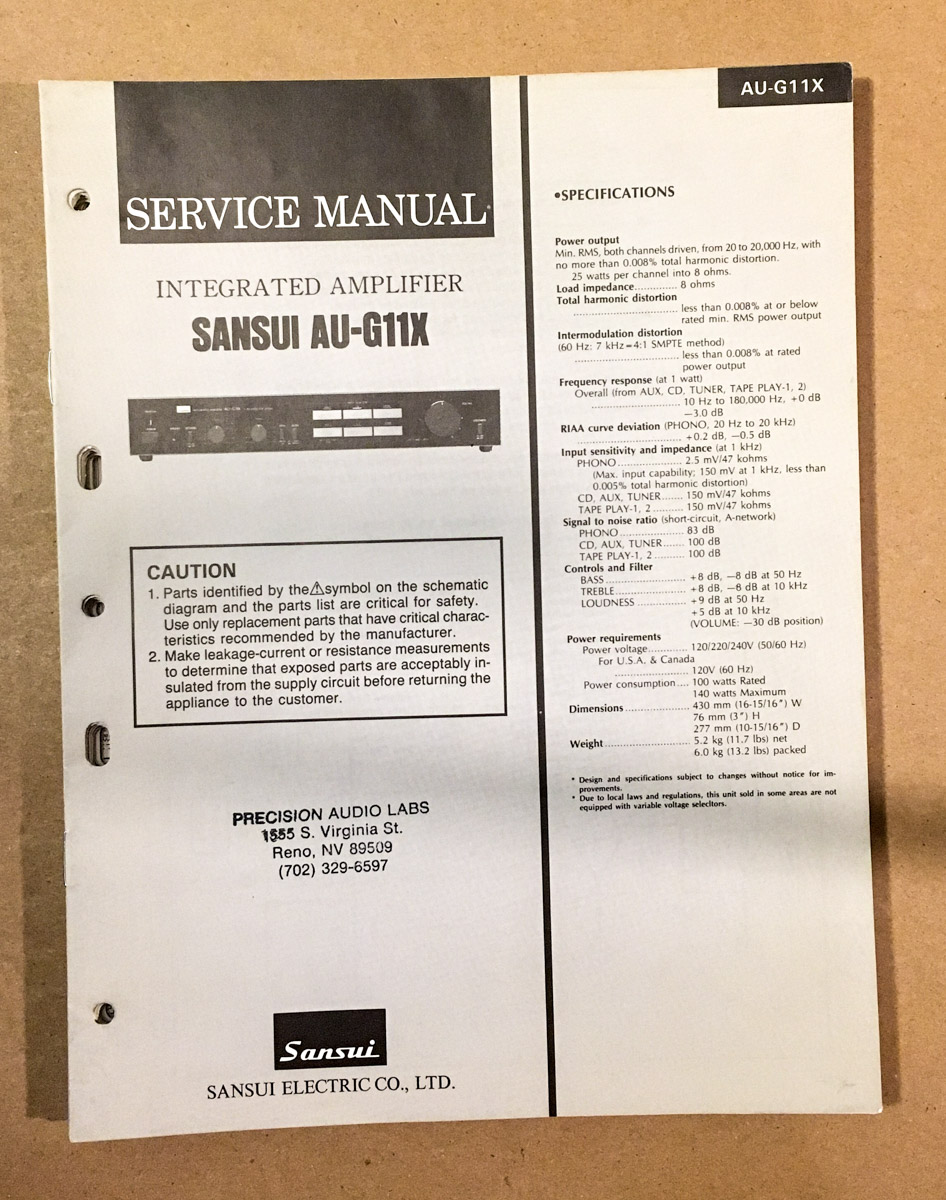 SERVICE MANUAL
INTEGRATED AMPLIFIER
SANSUI AU-G11X
CAUTION
1. Parts identified by the ⚠ symbol on the schematic
diagram and the parts list are critical for safety.
Use only replacement parts that have critical charac-
teristics recommended by the manufacturer.
2. Make leakage-current or resistance measurements
to determine that exposed parts are acceptably in-
sulated from the supply circuit before returning the
appliance to the customer.
PRECISION AUDIO LABS
1555 S. Virginia St.
Reno, NV 89509
(702) 329-6597
Sansui
SANSUI ELECTRIC CO., LTD.
AU-G11X
•SPECIFICATIONS
Power output
Min. RMS, both channels driven, from 20 to 20,000 Hz, with
no more than 0.008% total harmonic distortion.
25 watts per channel into 8 ohms.
Load impedance.............. 8 ohms
Total harmonic distortion
.............................. less than 0.008% at or below
rated min. RMS power output
Intermodulation distortion
(60 Hz: 7 kHz=4:1 SMPTE method)
.............................. less than 0.008% at rated
power output
Frequency response (at 1 watt)
Overall (from AUX, CD, TUNER, TAPE PLAY-1, 2)
.......................... 10 Hz to 180,000 Hz, +0 dB
—3.0 dB
RIAA curve deviation (PHONO, 20 Hz to 20 kHz)
.............................. +0.2 dB, —0.5 dB
Input sensitivity and impedance (at 1 kHz)
PHONO.................. 2.5 mV/47 kohms
(Max. input capability; 150 mV at 1 kHz, less than
0.005% total harmonic distortion)
CD, AUX, TUNER....... 150 mV/47 kohms
TAPE PLAY-1, 2.......... 150 mV/47 kohms
Signal to noise ratio (short-circuit, A-network)
PHONO.................. 83 dB
CD, AUX, TUNER...... 100 dB
TAPE PLAY-1, 2......... 100 dB
Controls and Filter
BASS....................... +8 dB, —8 dB at 50 Hz
TREBLE.................... +8 dB, —8 dB at 10 kHz
LOUDNESS.............. +9 dB at 50 Hz
+5 dB at 10 kHz
(VOLUME: —30 dB position)
Power requirements
Power voltage............ 120/220/240V (50/60 Hz)
For U.S.A. & Canada
...................... 120V (60 Hz)
Power consumption.... 100 watts Rated
140 watts Maximum
Dimensions................... 430 mm (16-15/16″) W
76 mm (3″) H
277 mm (10-15/16″) D
Weight......................... 5.2 kg (11.7 lbs) net
6.0 kg (13.2 lbs) packed
* Design and specifications subject to changes without notice for im-
provements.
* Due to local laws and regulations, this unit sold in some areas are not
equipped with variable voltage selecitors.